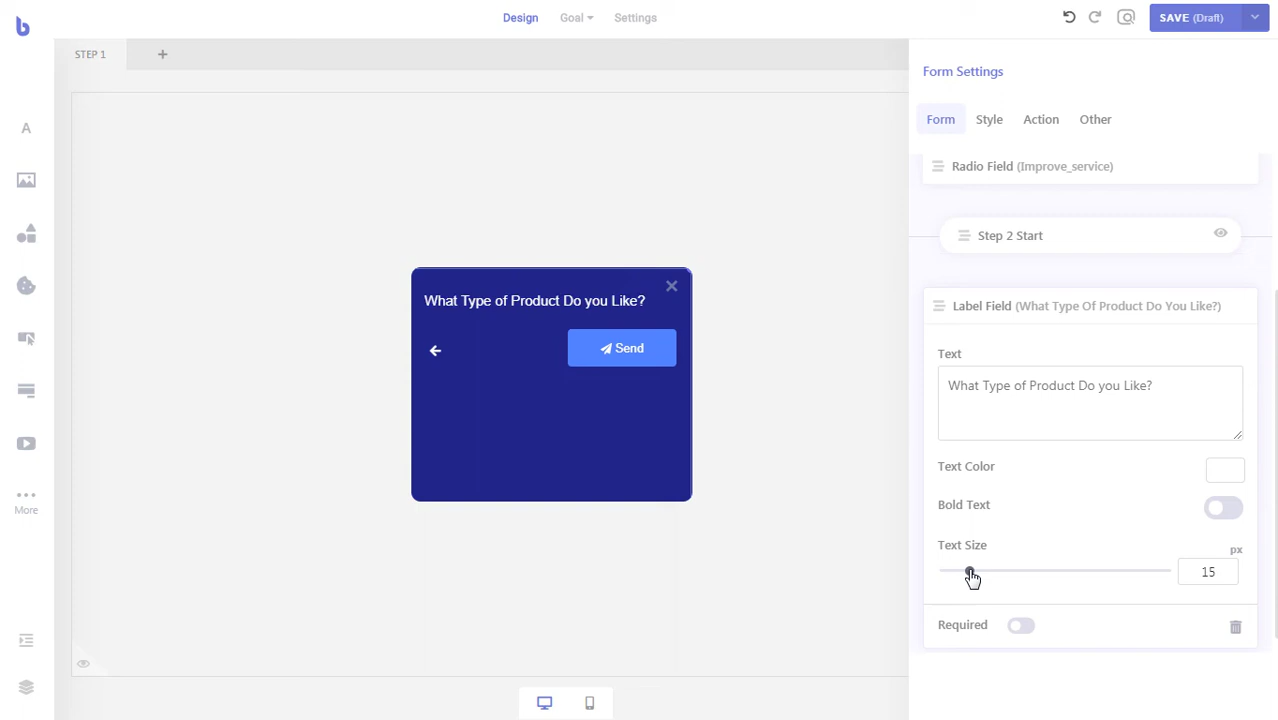 b
Design
Goal
Settings
SAVE (Draft)
STEP 1
+
Form Settings
Form
Style
Action
Other
A
Radio Field (Improve_service)
Step 2 Start
What Type of Product Do you Like?
Send
Label Field (What Type Of Product Do You Like?)
Text
What Type of Product Do you Like?
Text Color
Bold Text
Text Size
px
15
Required
More